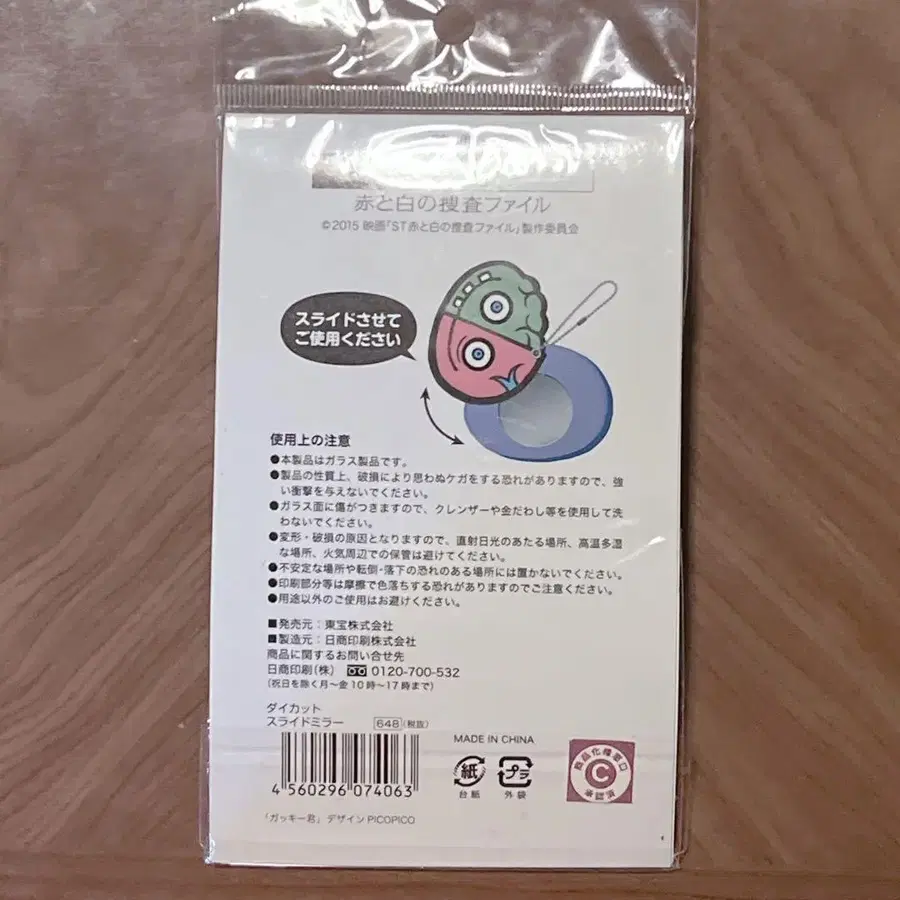 赤と白の捜査ファイル
©2015 映画「ST赤と白の捜査ファイル」製作委員会
スライドさせて
ご使用ください
使用上の注意
●本製品はガラス製品です。
●製品の性質上、破損により思わぬケガをする恐れがありますので、強
い衝撃を与えないでください。
●ガラス面に傷がつきますので、クレンザーや金だわし等を使用して洗
わないでください。
●変形・破損の原因となりますので、直射日光のあたる場所、高温多湿
な場所、火気周辺での保管は避けてください。
●不安定な場所や転倒・落下の恐れのある場所には置かないでください。
●印刷部分等は摩擦で色落ちする恐れがありますのでご注意ください。
●用途以外のご使用はお避けください。
■発売元：東宝株式会社
■製造元：日商印刷株式会社
商品に関するお問い合せ先
日商印刷(株) 0120-700-532
(祝日を除く月～金10時～17時まで)
ダイカット
スライドミラー 648(税抜)
MADE IN CHINA
4 560296 074063
紙
台紙
プラ
外袋
商品化権窓口
C
承認済
「ガッキー君」デザイン PICOPICO